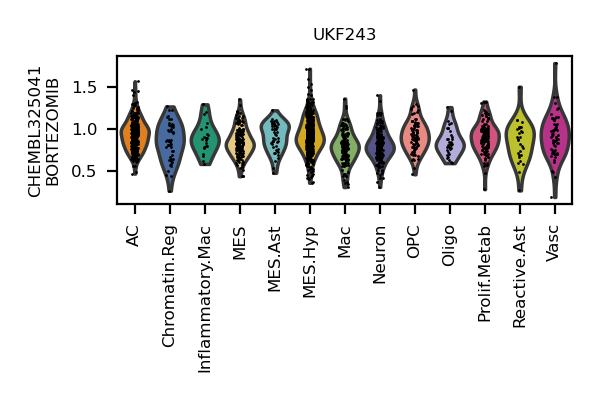 UKF243
CHEMBL325041
BORTEZOMIB
1.5
1.0
0.5
AC
Chromatin.Reg
Inflammatory.Mac
MES
MES.Ast
MES.Hyp
Mac
Neuron
OPC
Oligo
Prolif.Metab
Reactive.Ast
Vasc